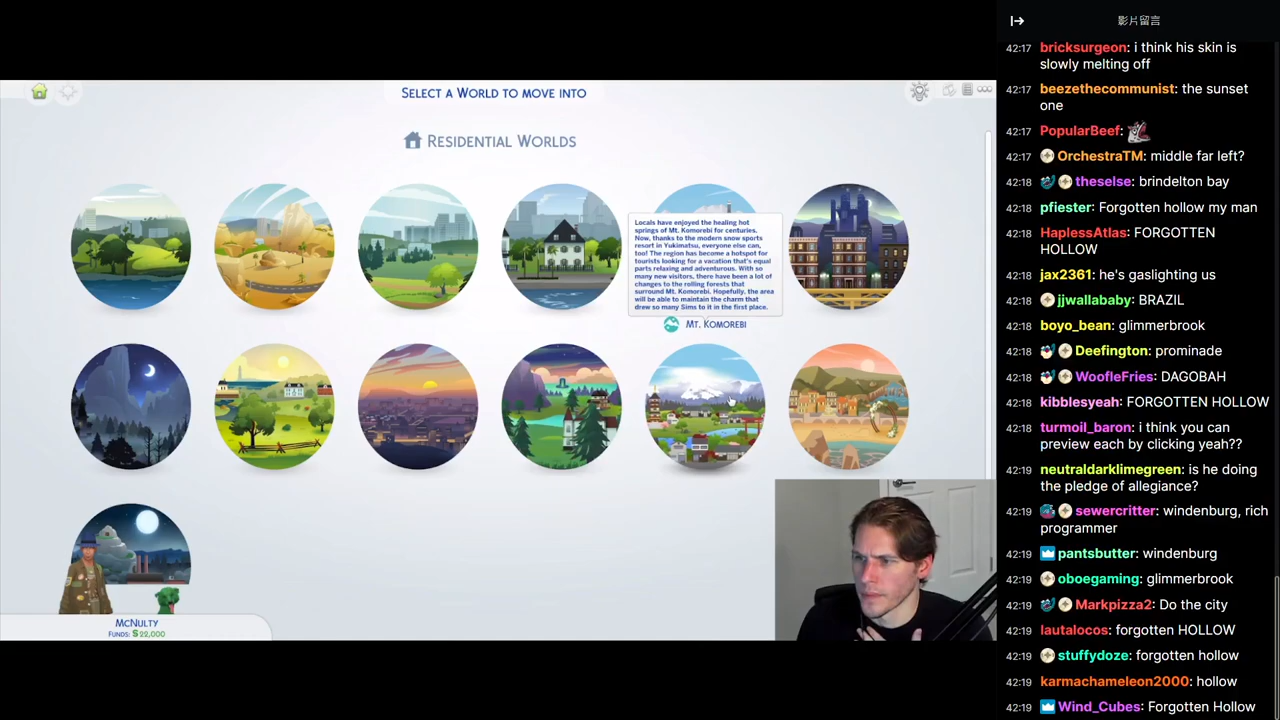 SELECT A WORLD TO MOVE INTO
RESIDENTIAL WORLDS
Locals have enjoyed the healing hot
springs of Mt. Komorebi for centuries.
Now, thanks to the modern snow sports
resort in Yukimatsu, everyone else can,
too! The region has become a hotspot for
tourists looking for a vacation that's equal
parts relaxing and adventurous. With so
many new visitors, there have been a lot of
changes to the rolling forests that
surround Mt. Komorebi. Hopefully, the area
will be able to maintain the charm that
drew so many Sims to it in the first place.
MT. KOMOREBI
MCNULTY
FUNDS: §22,000
影片留言
42:17 bricksurgeon: i think his skin is
slowly melting off
42:17 beezethecommunist: the sunset
one
42:17 PopularBeef:
42:17 OrchestraTM: middle far left?
42:18 theselse: brindelton bay
42:18 pfiester: Forgotten hollow my man
42:18 HaplessAtlas: FORGOTTEN
HOLLOW
42:18 jax2361: he's gaslighting us
42:18 jjwallababy: BRAZIL
42:18 boyo_bean: glimmerbrook
42:18 Deefington: prominade
42:18 WoofleFries: DAGOBAH
42:18 kibblesyeah: FORGOTTEN HOLLOW
42:18 turmoil_baron: i think you can
preview each by clicking yeah??
42:19 neutraldarklimegreen: is he doing
the pledge of allegiance?
42:19 sewercritter: windenburg, rich
programmer
42:19 pantsbutter: windenburg
42:19 oboegaming: glimmerbrook
42:19 Markpizza2: Do the city
42:19 lautalocos: forgotten HOLLOW
42:19 stuffydoze: forgotten hollow
42:19 karmachameleon2000: hollow
42:19 Wind_Cubes: Forgotten Hollow